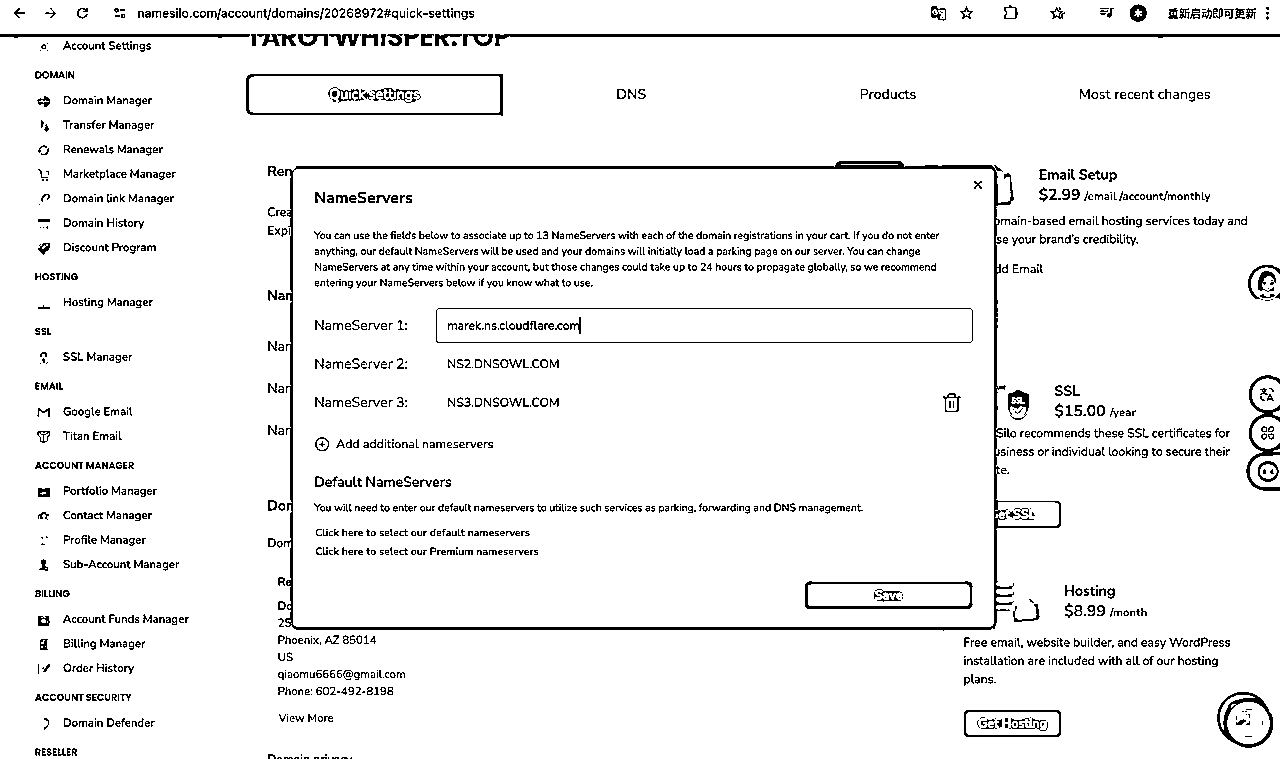 namesilo.com/account/domains/20268972#quick-settings
重新启动即可更新
TAROTWHISPER.TOP
Account Settings
DOMAIN
Domain Manager
Transfer Manager
Renewals Manager
Marketplace Manager
Domain link Manager
Domain History
Discount Program
HOSTING
Hosting Manager
SSL
SSL Manager
EMAIL
Google Email
Titan Email
ACCOUNT MANAGER
Portfolio Manager
Contact Manager
Profile Manager
Sub-Account Manager
BILLING
Account Funds Manager
Billing Manager
Order History
ACCOUNT SECURITY
Domain Defender
RESELLER
Quick settings
DNS
Products
Most recent changes
Ren
Crea
Expi
Nan
Nan
Nan
Nan
Don
Don
Re
Do
25
Phoenix, AZ 85014
US
qiaomu6666@gmail.com
Phone: 602-492-8198
View More
Domain privacy
NameServers
You can use the fields below to associate up to 13 NameServers with each of the domain registrations in your cart. If you do not enter
anything, our default NameServers will be used and your domains will initially load a parking page on our server. You can change
NameServers at any time within your account, but those changes could take up to 24 hours to propagate globally, so we recommend
entering your NameServers below if you know what to use.
NameServer 1: marek.ns.cloudflare.com
NameServer 2: NS2.DNSOWL.COM
NameServer 3: NS3.DNSOWL.COM
Add additional nameservers
Default NameServers
You will need to enter our default nameservers to utilize such services as parking, forwarding and DNS management.
Click here to select our default nameservers
Click here to select our Premium nameservers
Save
Email Setup
$2.99 /email /account/monthly
omain-based email hosting services today and
se your brand's credibility.
dd Email
SSL
SSL
$15.00 /year
Silo recommends these SSL certificates for
usiness or individual looking to secure their
te.
et SSL
Hosting
$8.99 /month
Free email, website builder, and easy WordPress
installation are included with all of our hosting
plans.
Get Hosting